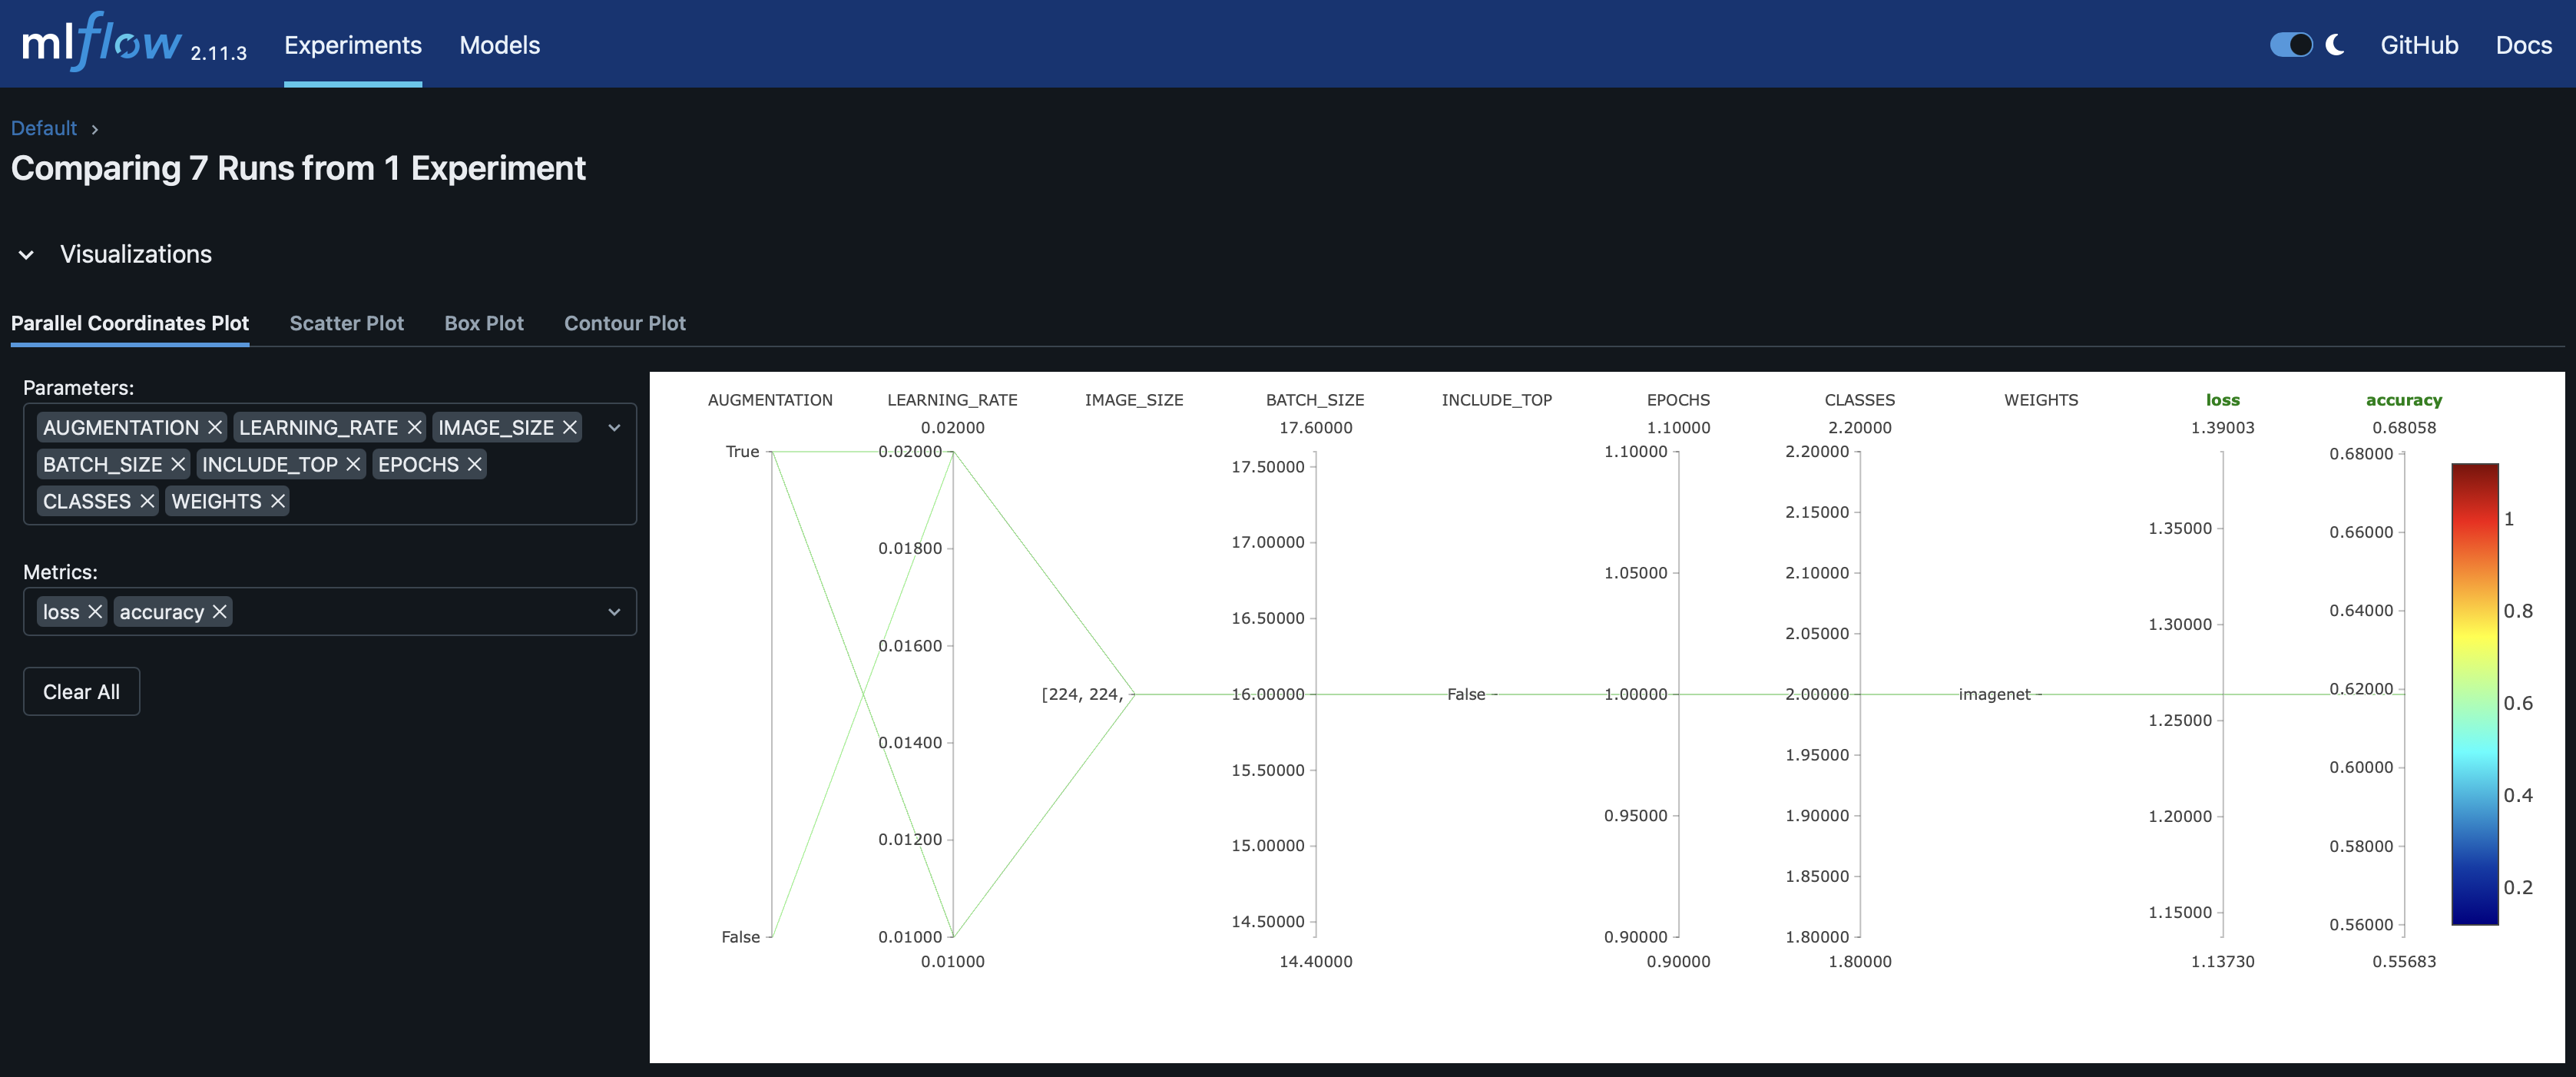 mlflow 2.11.3 Experiments Models GitHub Docs
Default
Comparing 7 Runs from 1 Experiment
Visualizations
Parallel Coordinates Plot Scatter Plot Box Plot Contour Plot
Parameters:
AUGMENTATION LEARNING_RATE IMAGE_SIZE
BATCH_SIZE INCLUDE_TOP EPOCHS
CLASSES WEIGHTS
Metrics:
loss accuracy
Clear All
AUGMENTATION LEARNING_RATE IMAGE_SIZE BATCH_SIZE INCLUDE_TOP EPOCHS CLASSES WEIGHTS loss accuracy
0.02000 17.60000 1.10000 2.20000 1.39003 0.68058
True
False
0.02000
0.01800
0.01600
0.01400
0.01200
0.01000
[224, 224,
17.50000
17.00000
16.50000
16.00000
15.50000
15.00000
14.50000
False
1.10000
1.05000
1.00000
0.95000
0.90000
2.20000
2.15000
2.10000
2.05000
2.00000
1.95000
1.90000
1.85000
1.80000
imagenet
1.35000
1.30000
1.25000
1.20000
1.15000
0.68000
0.66000
0.64000
0.62000
0.60000
0.58000
0.56000
1
0.8
0.6
0.4
0.2
0.01000 14.40000 0.90000 1.80000 1.13730 0.55683